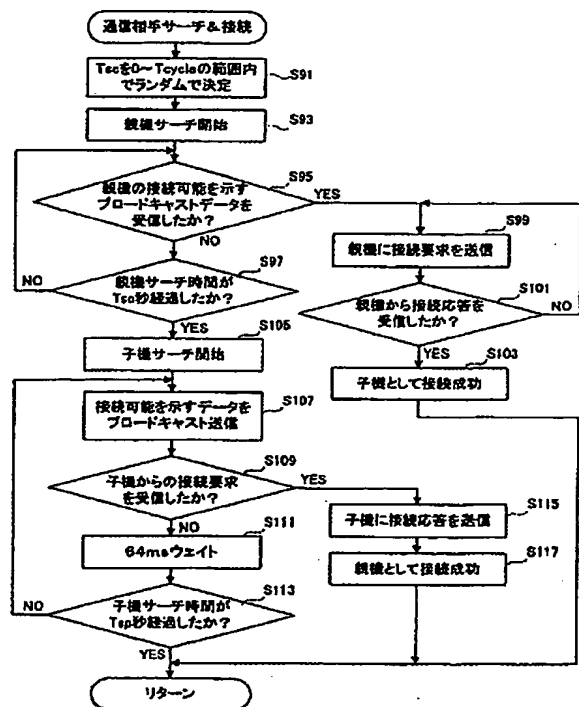 通信相手サーチ&接続
Tscを0〜Tcycleの範囲内
でランダムで決定
S91
親機サーチ開始
S93
親機の接続可能を示す
ブロードキャストデータを
受信したか?
S95
YES
NO
親機サーチ時間が
Tsc秒経過したか?
S97
NO
YES
親機に接続要求を送信
S99
親機から接続応答を
受信したか?
S101
NO
YES
子機として接続成功
S103
子機サーチ開始
S105
接続可能を示すデータを
ブロードキャスト送信
S107
子機からの接続要求
を受信したか?
S109
YES
NO
子機に接続応答を送信
S115
親機として接続成功
S117
64msウェイト
S111
子機サーチ時間が
Tsp秒経過したか?
S113
NO
YES
リターン